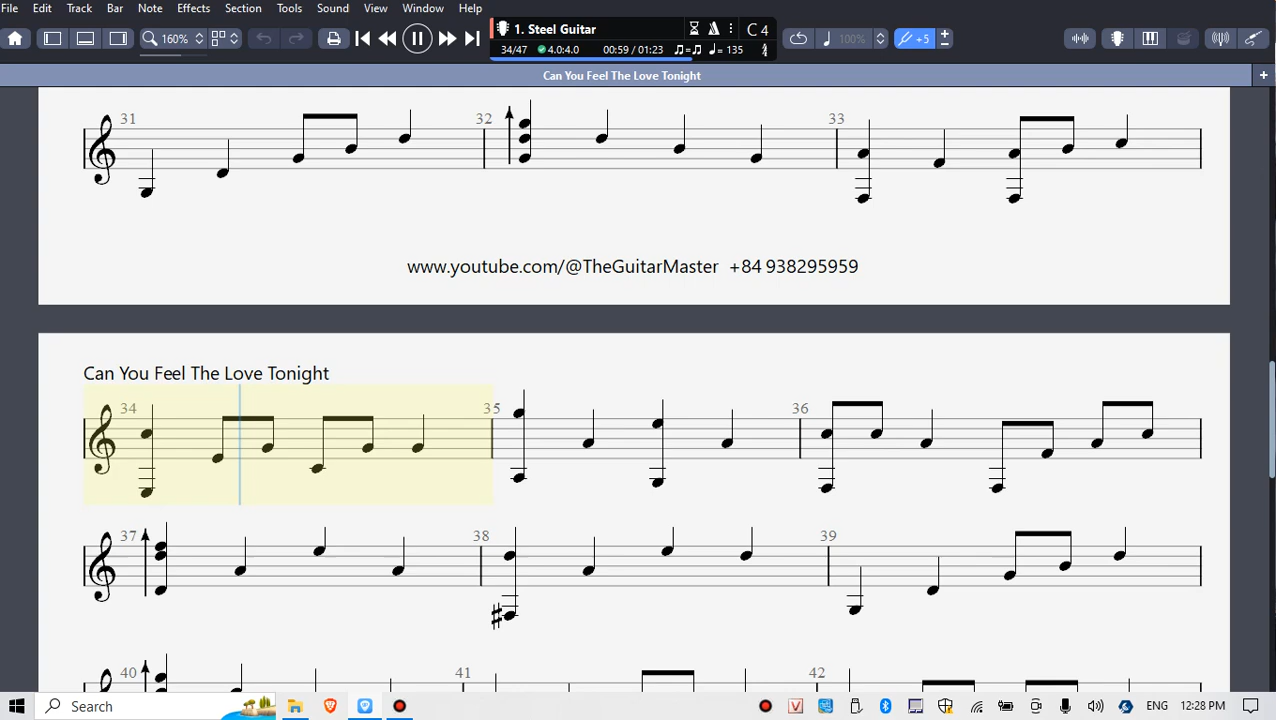 File Edit Track Bar Note Effects Section Tools Sound View Window Help
160% 1. Steel Guitar C 4 100% +5
34/47 4.0:4.0 00:59 / 01:23 = 135
Can You Feel The Love Tonight
31 32 33
www.youtube.com/@TheGuitarMaster +84 938295959
Can You Feel The Love Tonight
34 35 36
37 38 39
40 41 42
Search 12:28 PM